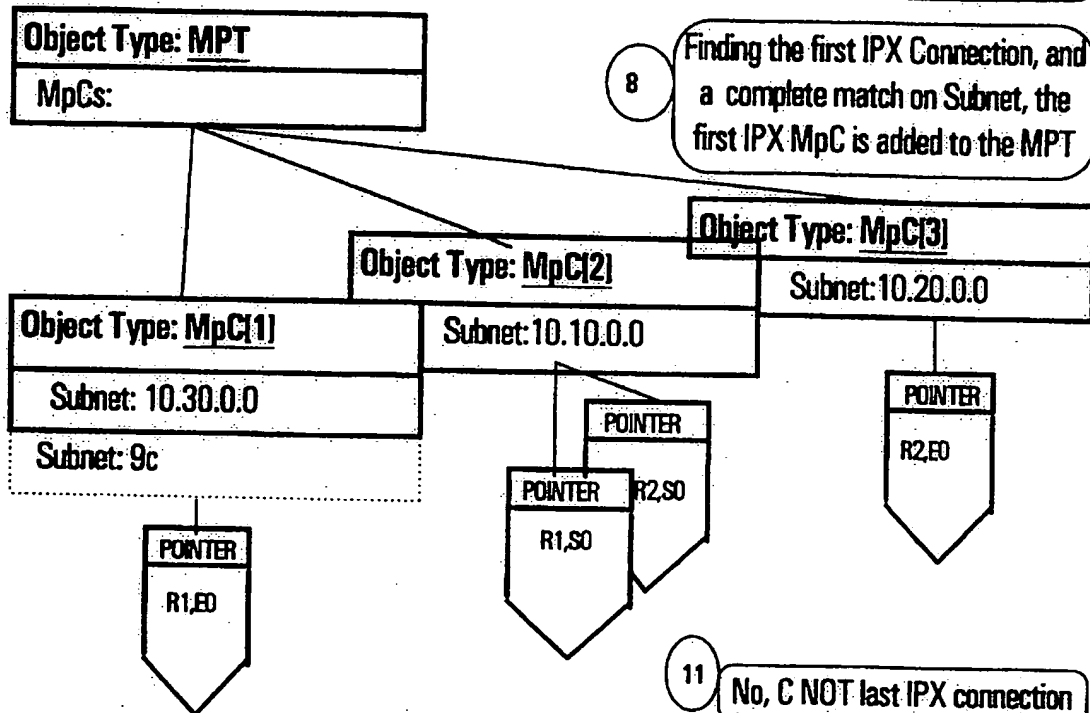 Object Type: MPT
MpCs:
8
Finding the first IPX Connection, and
a complete match on Subnet, the
first IPX MpC is added to the MPT
Object Type: MpC[3]
Subnet:10.20.0.0
Object Type: MpC[2]
Subnet:10.10.0.0
Object Type: MpC[1]
Subnet: 10.30.0.0
Subnet: 9c
POINTER
R2,E0
POINTER
R2,S0
POINTER
R1,S0
POINTER
R1,E0
11
No, C NOT last IPX connection